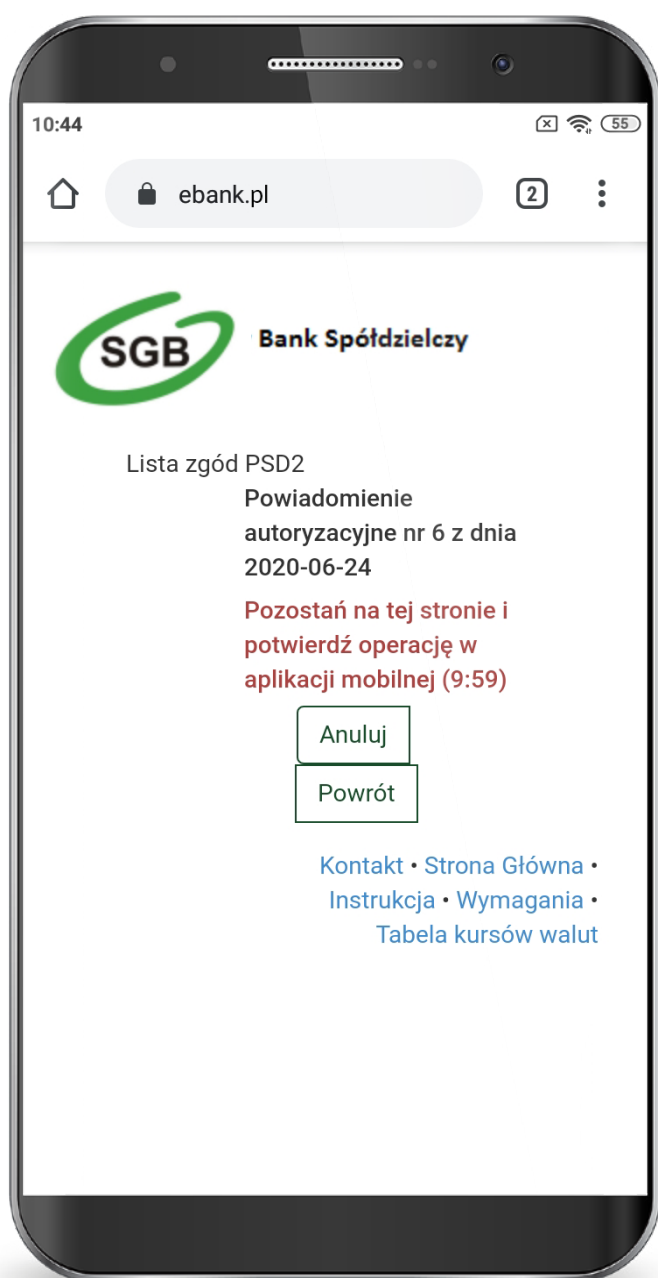 10:44
55
ebank.pl
2
SGB
Bank Spółdzielczy
Lista zgód PSD2
Powiadomienie
autoryzacyjne nr 6 z dnia
2020-06-24
Pozostań na tej stronie i
potwierdź operację w
aplikacji mobilnej (9:59)
Anuluj
Powrót
Kontakt • Strona Główna •
Instrukcja • Wymagania •
Tabela kursów walut